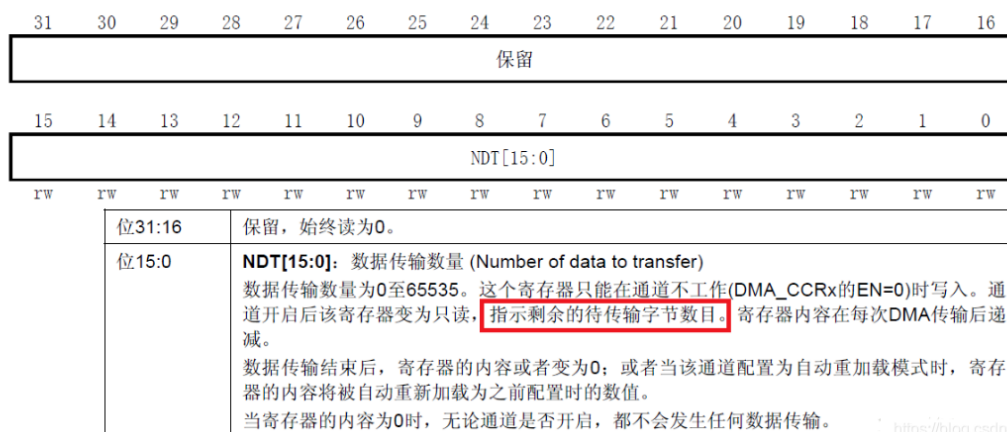 31 30 29 28 27 26 25 24 23 22 21 20 19 18 17 16
保留
15 14 13 12 11 10 9 8 7 6 5 4 3 2 1 0
NDT[15:0]
rw rw rw rw rw rw rw rw rw rw rw rw rw rw rw rw
位31:16 保留，始终读为0。
位15:0 NDT[15:0]：数据传输数量 (Number of data to transfer)
数据传输数量为0至65535。这个寄存器只能在通道不工作(DMA_CCRx的EN=0)时写入。通
道开启后该寄存器变为只读，指示剩余的待传输字节数目。寄存器内容在每次DMA传输后递
减。
数据传输结束后，寄存器的内容或者变为0；或者当该通道配置为自动重加载模式时，寄存
器的内容将被自动重新加载为之前配置时的数值。
当寄存器的内容为0时，无论通道是否开启，都不会发生任何数据传输。